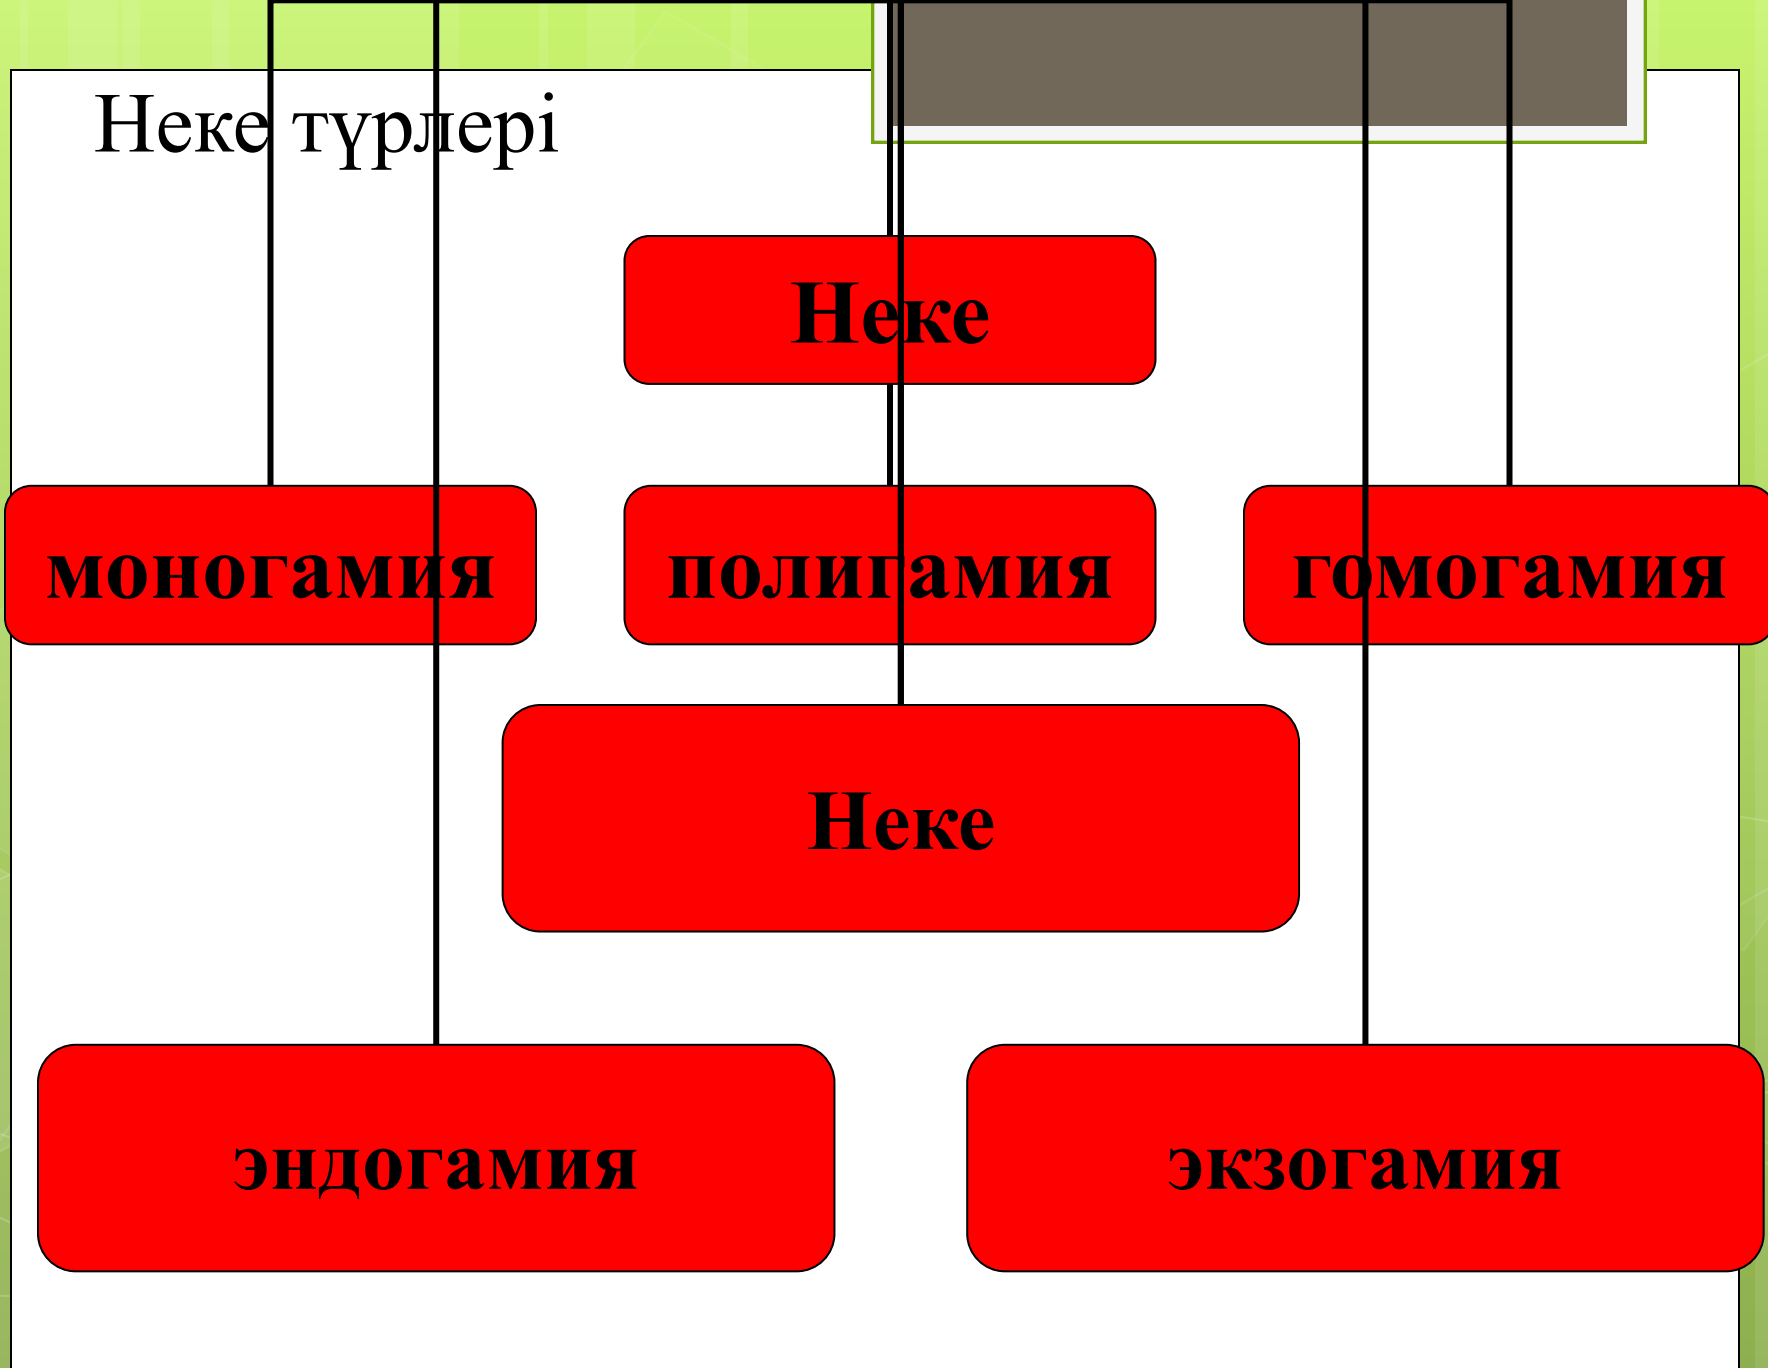 Неке түрлері
Неке
моногамия
полигамия
гомогамия
Неке
эндогамия
экзогамия